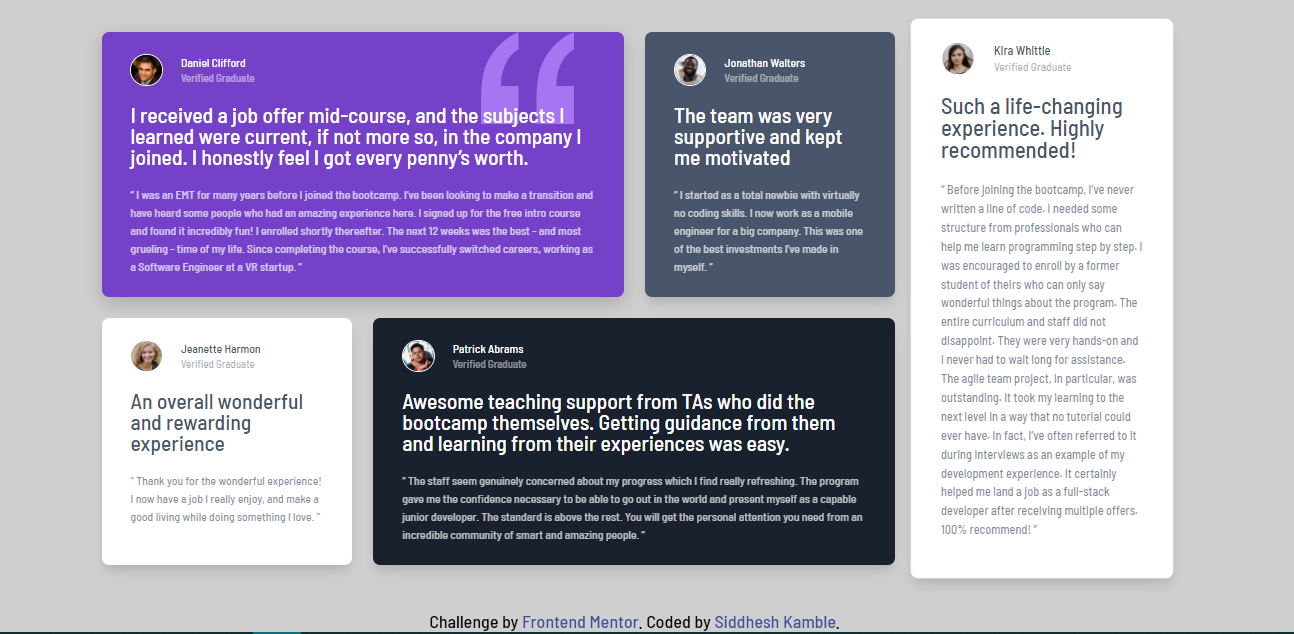 Daniel Clifford
Verified Graduate
I received a job offer mid-course, and the subjects I
learned were current, if not more so, in the company I
joined. I honestly feel I got every penny’s worth.
“ I was an EMT for many years before I joined the bootcamp. I’ve been looking to make a transition and
have heard some people who had an amazing experience here. I signed up for the free intro course
and found it incredibly fun! I enrolled shortly thereafter. The next 12 weeks was the best - and most
grueling - time of my life. Since completing the course, I’ve successfully switched careers, working as
a Software Engineer at a VR startup. ”
Jonathan Walters
Verified Graduate
The team was very
supportive and kept
me motivated
“ I started as a total newbie with virtually
no coding skills. I now work as a mobile
engineer for a big company. This was one
of the best investments I’ve made in
myself. ”
Kira Whittle
Verified Graduate
Such a life-changing
experience. Highly
recommended!
“ Before joining the bootcamp, I’ve never
written a line of code. I needed some
structure from professionals who can
help me learn programming step by step. I
was encouraged to enroll by a former
student of theirs who can only say
wonderful things about the program. The
entire curriculum and staff did not
disappoint. They were very hands-on and
I never had to wait long for assistance.
The agile team project, in particular, was
outstanding. It took my learning to the
next level in a way that no tutorial could
ever have. In fact, I’ve often referred to it
during interviews as an example of my
development experience. It certainly
helped me land a job as a full-stack
developer after receiving multiple offers.
100% recommend! ”
Jeanette Harmon
Verified Graduate
An overall wonderful
and rewarding
experience
“ Thank you for the wonderful experience!
I now have a job I really enjoy, and make a
good living while doing something I love. ”
Patrick Abrams
Verified Graduate
Awesome teaching support from TAs who did the
bootcamp themselves. Getting guidance from them
and learning from their experiences was easy.
“ The staff seem genuinely concerned about my progress which I find really refreshing. The program
gave me the confidence necessary to be able to go out in the world and present myself as a capable
junior developer. The standard is above the rest. You will get the personal attention you need from an
incredible community of smart and amazing people. ”
Challenge by Frontend Mentor. Coded by Siddhesh Kamble.